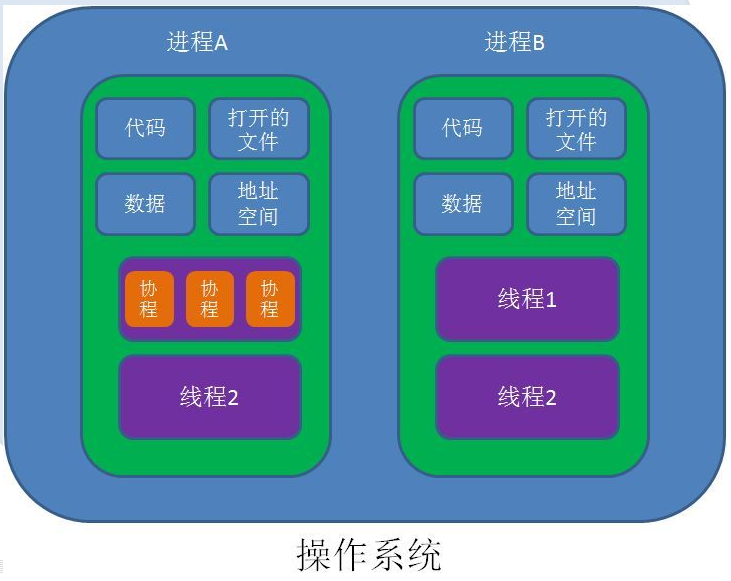 进程A
进程B
代码
打开的
文件
代码
打开的
文件
数据
地址
空间
数据
地址
空间
协
程
协
程
协
程
线程1
线程2
线程2
操作系统